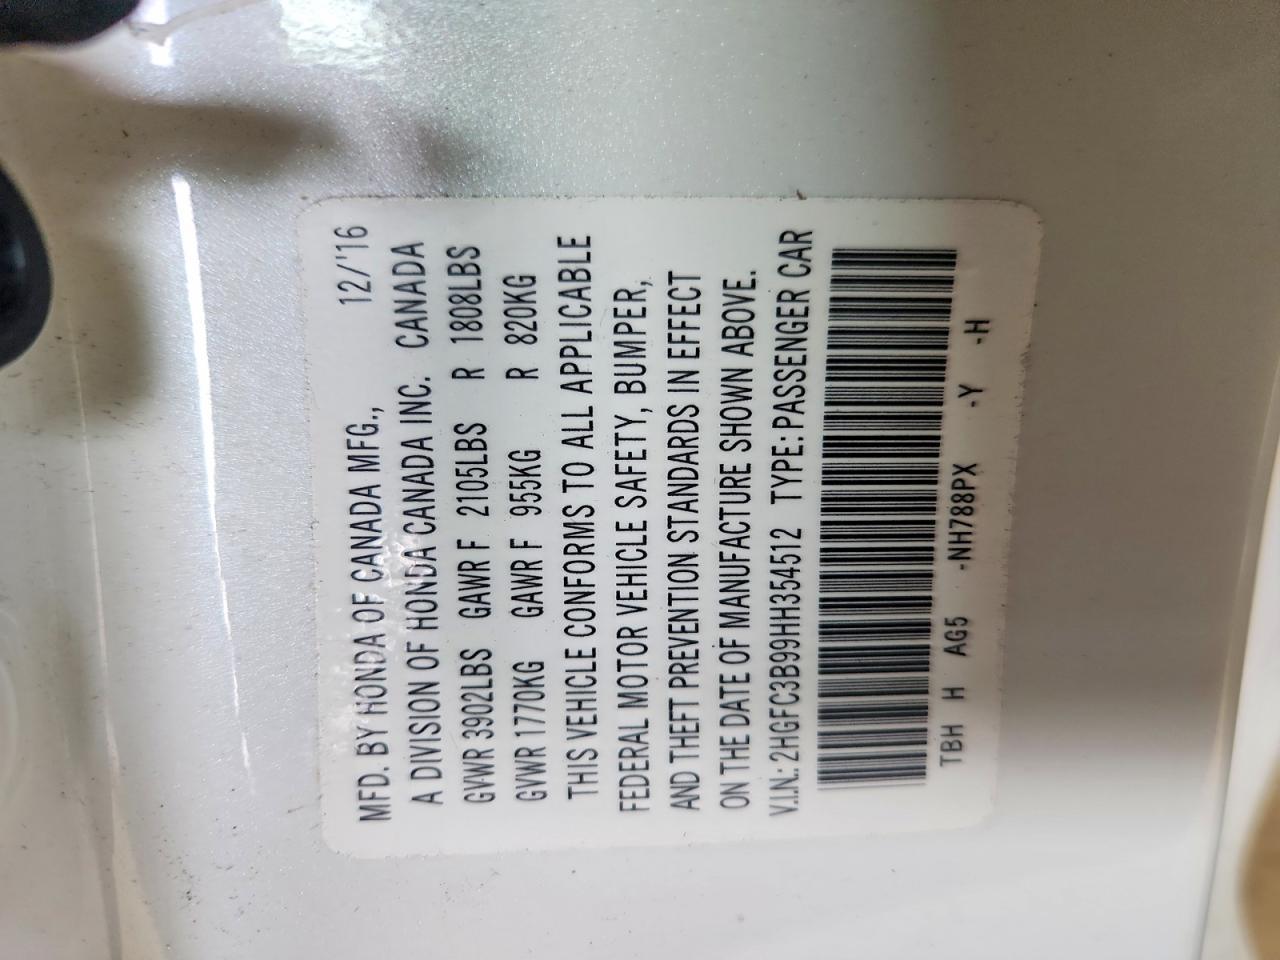 MFD. BY HONDA OF CANADA MFG., 12/'16
A DIVISION OF HONDA CANADA INC. CANADA
GVWR 3902LBS GAWR F 2105LBS R 1808LBS
GVWR 1770KG GAWR F 955KG R 820KG
THIS VEHICLE CONFORMS TO ALL APPLICABLE
FEDERAL MOTOR VEHICLE SAFETY, BUMPER,
AND THEFT PREVENTION STANDARDS IN EFFECT
ON THE DATE OF MANUFACTURE SHOWN ABOVE.
V.I.N.: 2HGFC3B99HH354512 TYPE: PASSENGER CAR
TBH H AG5 -NH788PX -Y -H